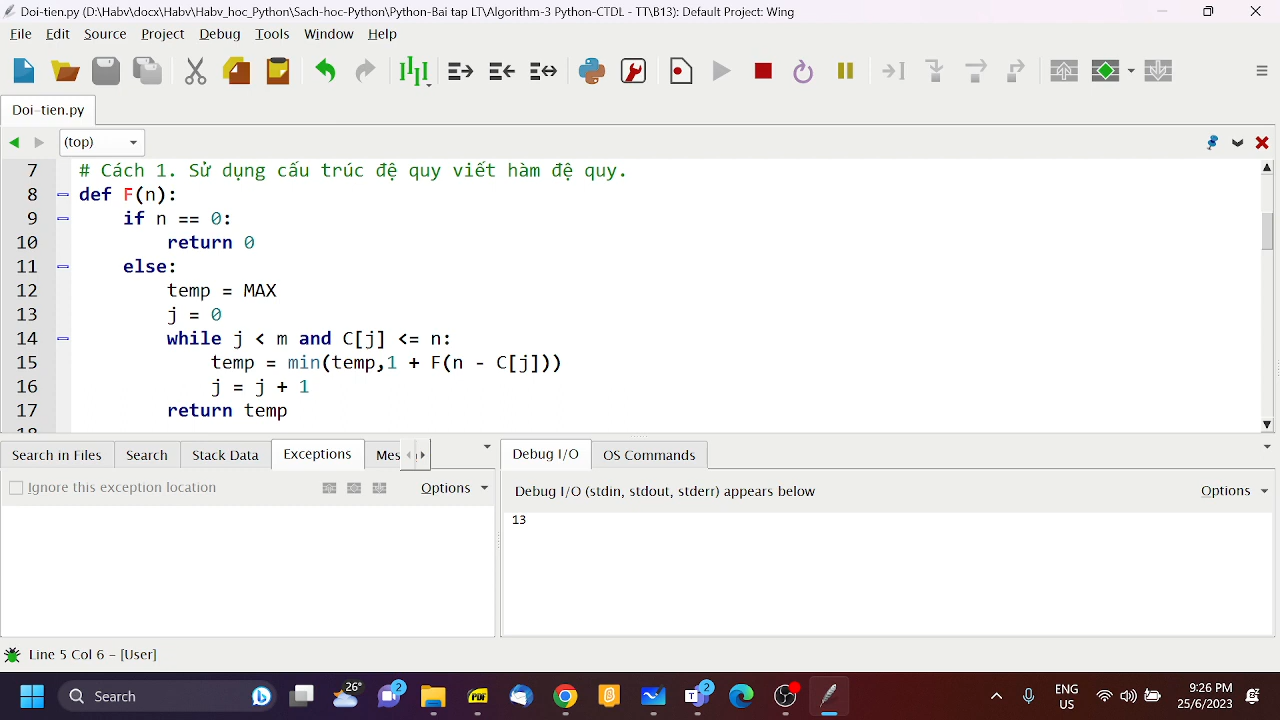 Doi-tien.py (D:\Habv\docx\Habv\Habv_hoc_Python\Sach-hoc-Python\Python-Bai tap LT\Algorithm-3 Python-CTDL - TT\B13): Default Project: Wing
File Edit Source Project Debug Tools Window Help
Doi-tien.py
(top)
7 # Cách 1. Sử dụng cấu trúc đệ quy viết hàm đệ quy.
8 def F(n):
9 if n == 0:
10 return 0
11 else:
12 temp = MAX
13 j = 0
14 while j < m and C[j] <= n:
15 temp = min(temp,1 + F(n - C[j]))
16 j = j + 1
17 return temp
18
Search in Files Search Stack Data Exceptions Mes
Debug I/O OS Commands
Ignore this exception location Options
Debug I/O (stdin, stdout, stderr) appears below Options
13
Line 5 Col 6 – [User]
Search
26°
2
PDF
2
ENG
US
9:26 PM
25/6/2023